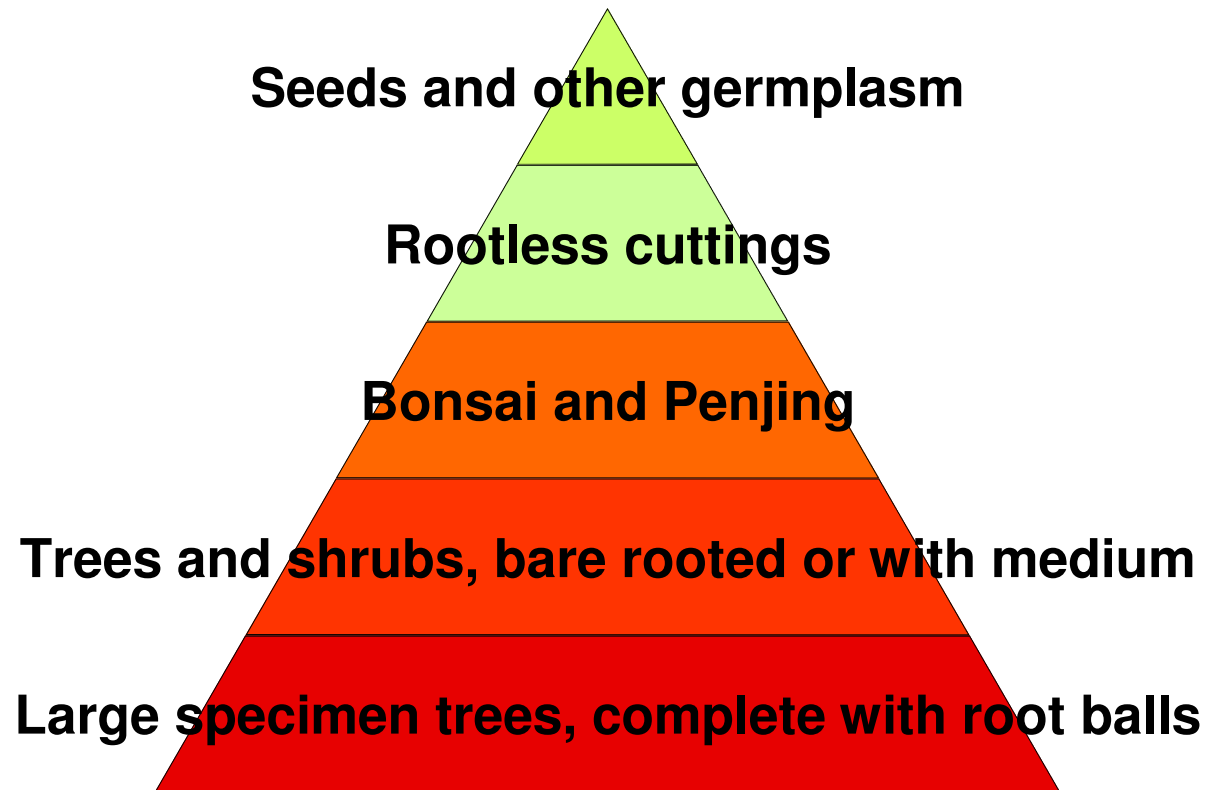 Seeds and other germplasm
Rootless cuttings
Bonsai and Penjing
Trees and shrubs, bare rooted or with medium
Large specimen trees, complete with root balls